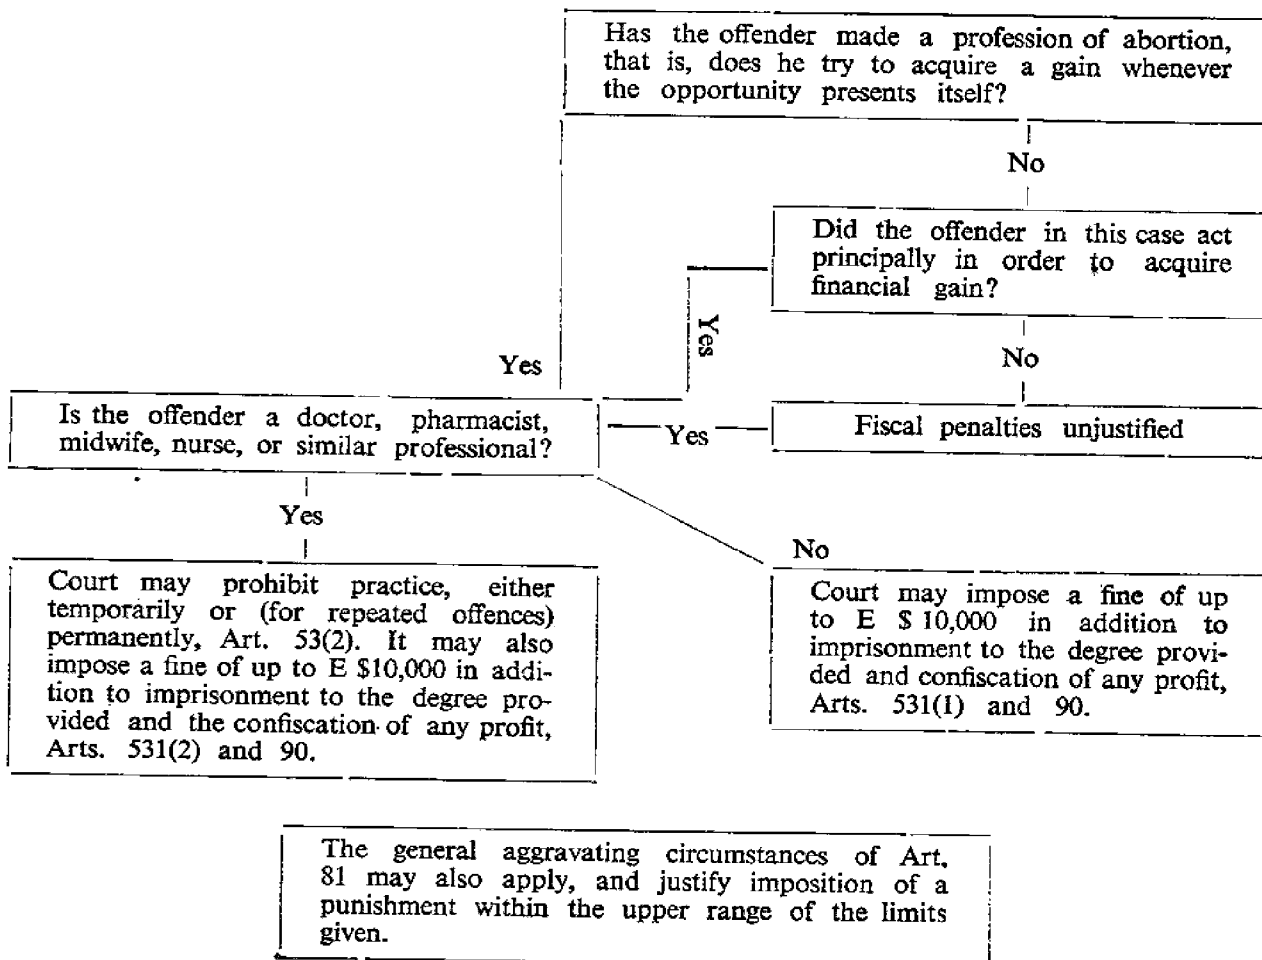 Has the offender made a profession of abortion,
that is, does he try to acquire a gain whenever
the opportunity presents itself?
No
Did the offender in this case act
principally in order to acquire
financial gain?
Yes
No
Yes
Is the offender a doctor, pharmacist,
midwife, nurse, or similar professional?
Yes
Fiscal penalties unjustified
Yes
No
Court may prohibit practice, either
temporarily or (for repeated offences)
permanently, Art. 53(2). It may also
impose a fine of up to E $10,000 in addi-
tion to imprisonment to the degree pro-
vided and the confiscation of any profit,
Arts. 531(2) and 90.
Court may impose a fine of up
to E $ 10,000 in addition to
imprisonment to the degree provi-
ded and confiscation of any profit,
Arts. 531(1) and 90.
The general aggravating circumstances of Art.
81 may also apply, and justify imposition of a
punishment within the upper range of the limits
given.